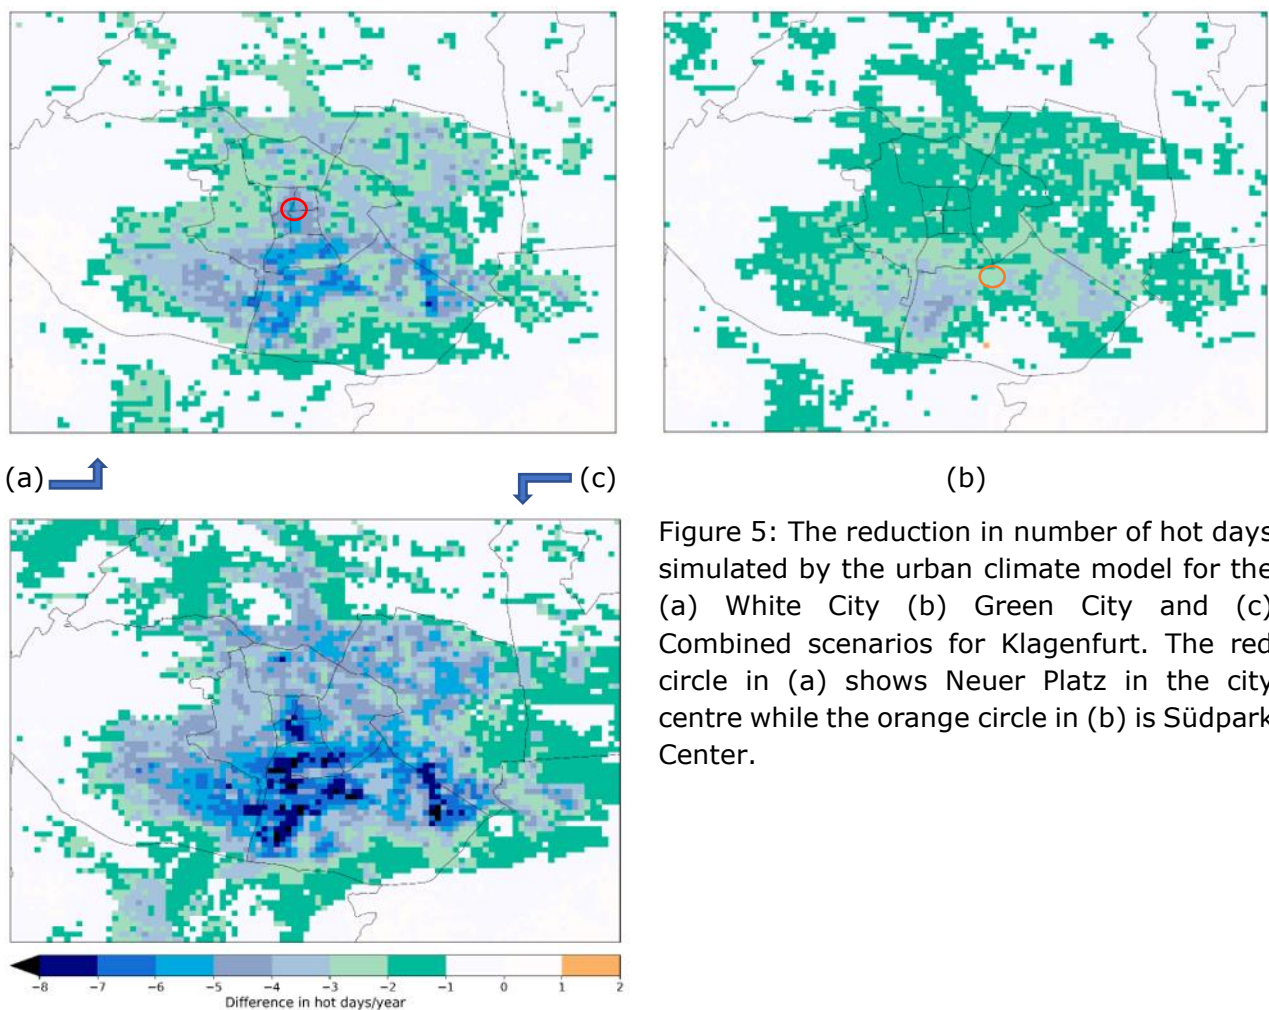 (a)
(c)
(b)
Figure 5: The reduction in number of hot days
simulated by the urban climate model for the
(a) White City (b) Green City and (c)
Combined scenarios for Klagenfurt. The red
circle in (a) shows Neuer Platz in the city
centre while the orange circle in (b) is Südpark
Center.
−8 −7 −6 −5 −4 −3 −2 −1 0 1 2
Difference in hot days/year